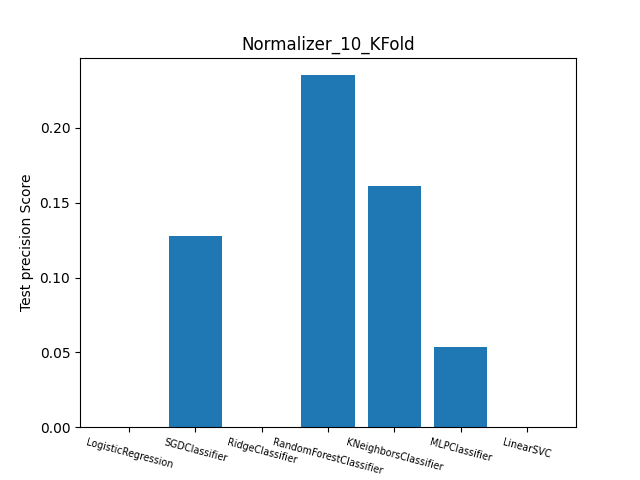 Normalizer_10_KFold
Test precision Score
0.20
0.15
0.10
0.05
0.00
LogisticRegression
SGDClassifier
RidgeClassifier
RandomForestClassifier
KNeighborsClassifier
MLPClassifier
LinearSVC